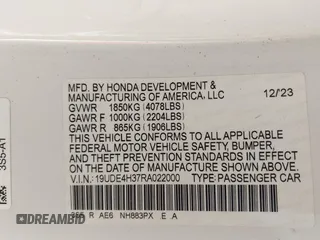 MFD. BY HONDA DEVELOPMENT &
MANUFACTURING OF AMERICA, LLC
GVWR 1850KG (4078LBS) 12/23
GAWR F 1000KG (2204LBS)
GAWR R 865KG (1906LBS)
THIS VEHICLE CONFORMS TO ALL APPLICABLE
FEDERAL MOTOR VEHICLE SAFETY, BUMPER,
AND THEFT PREVENTION STANDARDS IN EFFECT
ON THE DATE OF MANUFACTURE SHOWN ABOVE.
V.I.N. 19UDE4H37RA022000 TYPE: PASSENGER CAR
3S5 R AE6 NH883PX E A
3S5-A1
DREAMBID